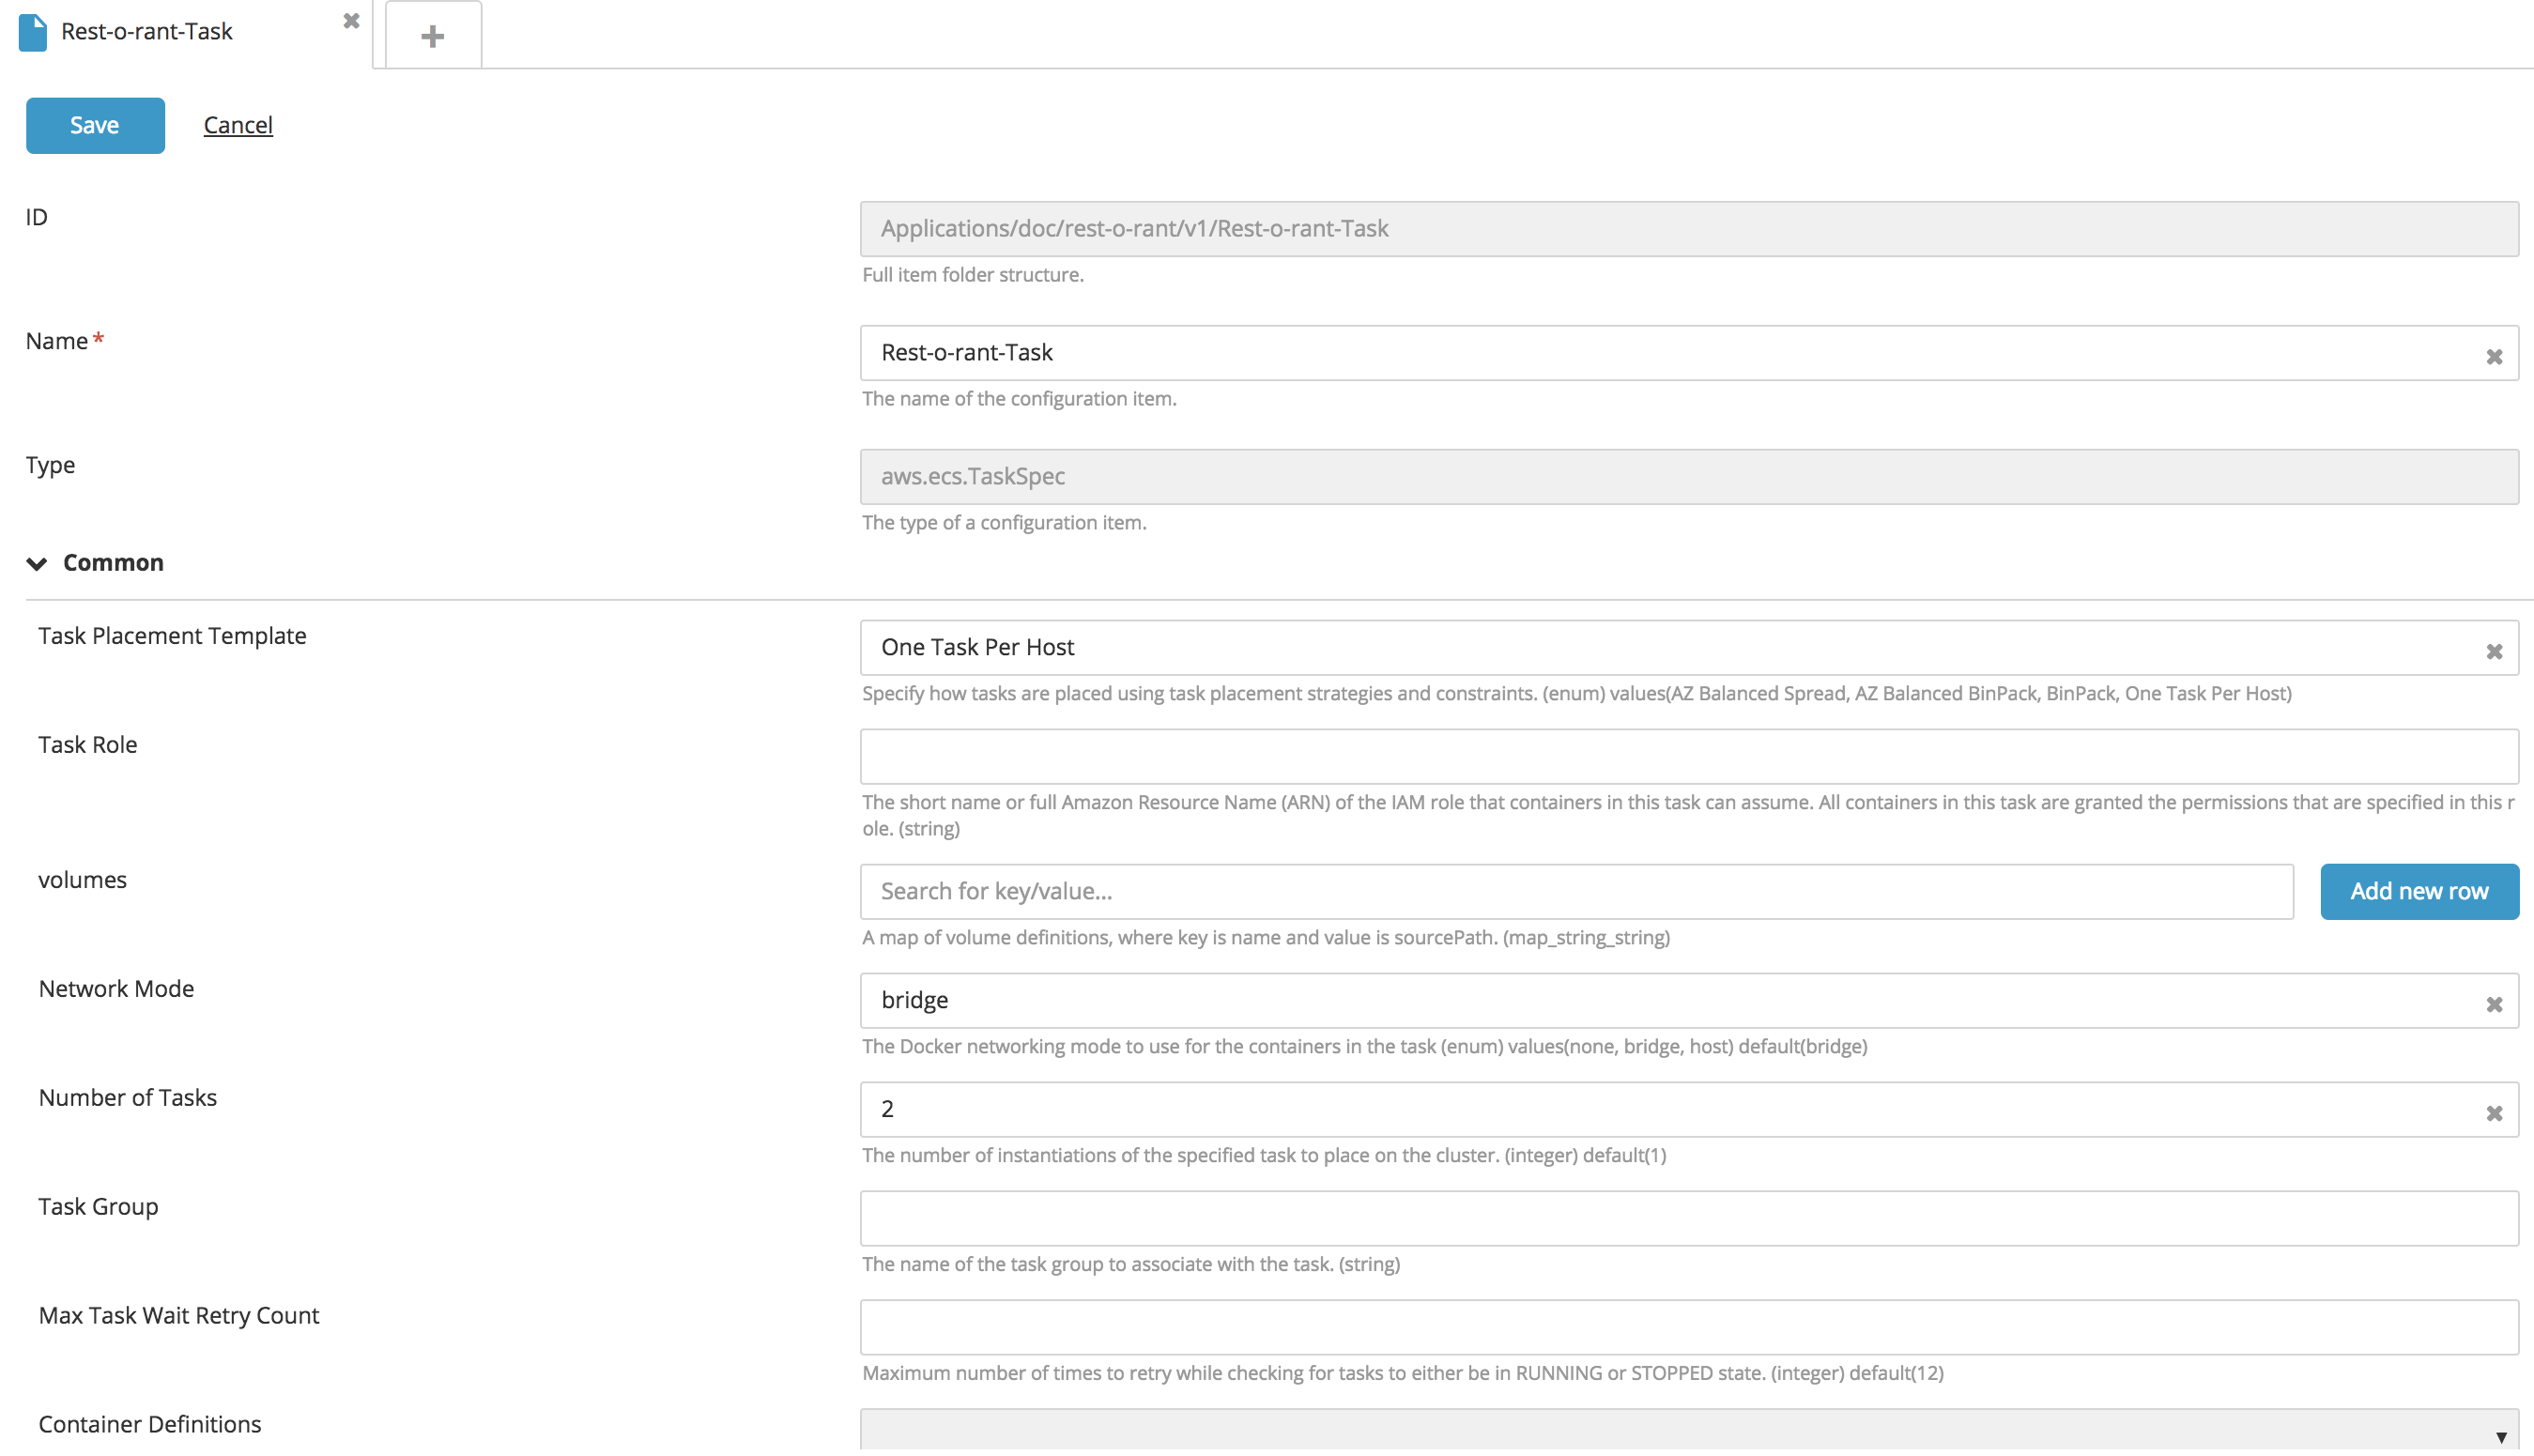 Rest-o-rant-Task
Save Cancel
ID
Applications/doc/rest-o-rant/v1/Rest-o-rant-Task
Full item folder structure.
Name*
Rest-o-rant-Task
The name of the configuration item.
Type
aws.ecs.TaskSpec
The type of a configuration item.
Common
Task Placement Template
One Task Per Host
Specify how tasks are placed using task placement strategies and constraints. (enum) values(AZ Balanced Spread, AZ Balanced BinPack, BinPack, One Task Per Host)
Task Role
The short name or full Amazon Resource Name (ARN) of the IAM role that containers in this task can assume. All containers in this task are granted the permissions that are specified in this r
ole. (string)
volumes
Search for key/value...
Add new row
A map of volume definitions, where key is name and value is sourcePath. (map_string_string)
Network Mode
bridge
The Docker networking mode to use for the containers in the task (enum) values(none, bridge, host) default(bridge)
Number of Tasks
2
The number of instantiations of the specified task to place on the cluster. (integer) default(1)
Task Group
The name of the task group to associate with the task. (string)
Max Task Wait Retry Count
Maximum number of times to retry while checking for tasks to either be in RUNNING or STOPPED state. (integer) default(12)
Container Definitions